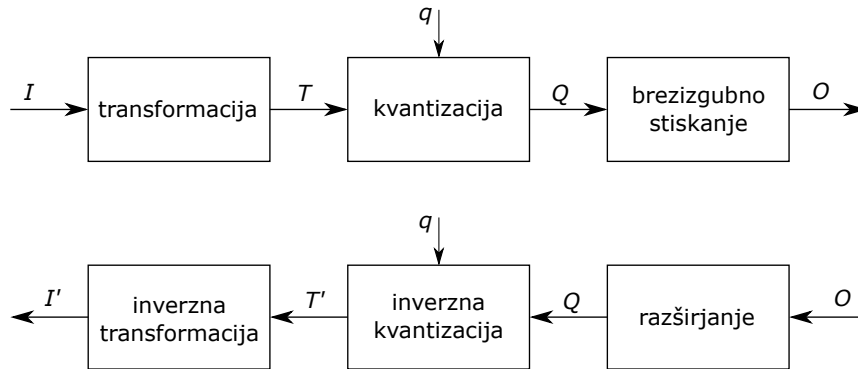 q
I
transformacija
T
kvantizacija
Q
brezizgubno
stiskanje
O
q
I'
inverzna
transformacija
T'
inverzna
kvantizacija
Q
razširjanje
O